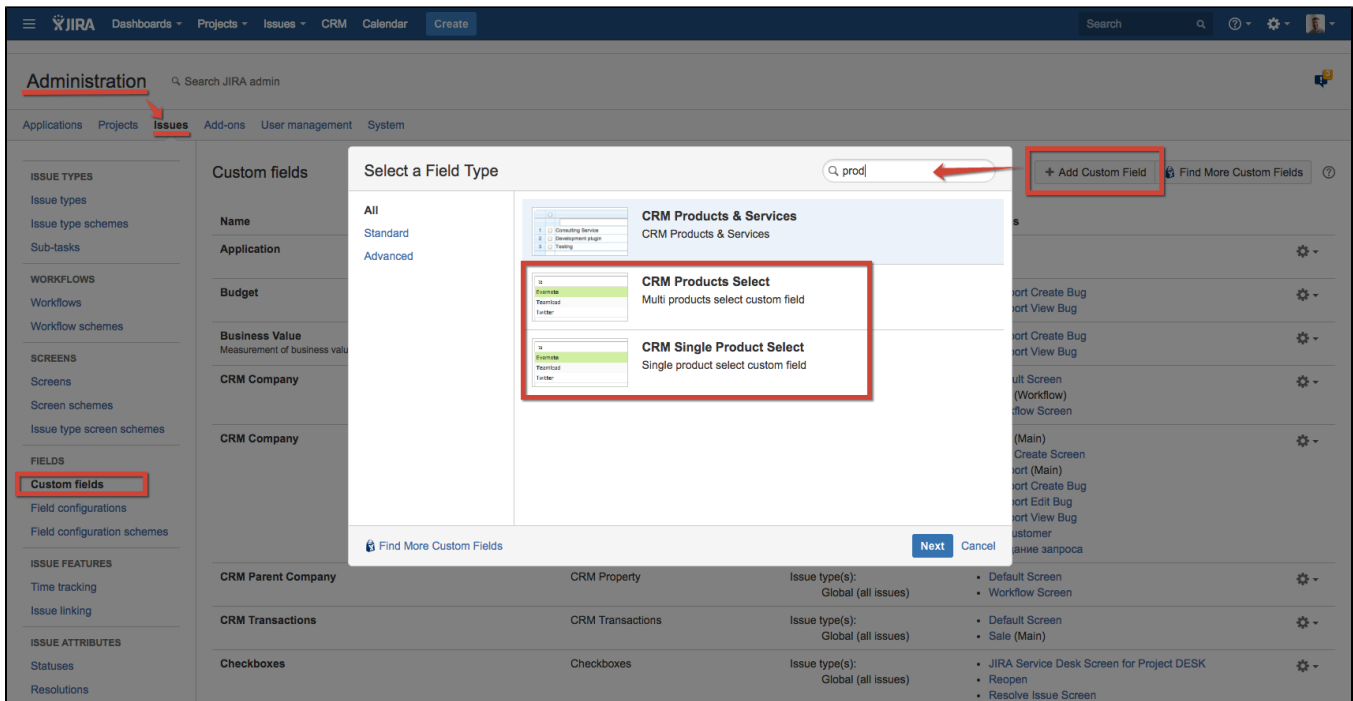 JIRA Dashboards Projects Issues CRM Calendar Create Search
Administration Search JIRA admin
Applications Projects Issues Add-ons User management System
ISSUE TYPES
Issue types
Issue type schemes
Sub-tasks
WORKFLOWS
Workflows
Workflow schemes
SCREENS
Screens
Screen schemes
Issue type screen schemes
FIELDS
Custom fields
Field configurations
Field configuration schemes
ISSUE FEATURES
Time tracking
Issue linking
ISSUE ATTRIBUTES
Statuses
Resolutions
Custom fields
+ Add Custom Field Find More Custom Fields
Name s
Application
Budget
ort Create Bug
ort View Bug
Business Value
Measurement of business valu
ort Create Bug
ort View Bug
CRM Company
ult Screen
(Workflow)
flow Screen
CRM Company
(Main)
Create Screen
ort (Main)
ort Create Bug
ort Edit Bug
ort View Bug
ustomer
ание запроса
CRM Parent Company CRM Property Issue type(s): • Default Screen
Global (all issues) • Workflow Screen
CRM Transactions CRM Transactions Issue type(s): • Default Screen
Global (all issues) • Sale (Main)
Checkboxes Checkboxes Issue type(s): • JIRA Service Desk Screen for Project DESK
Global (all issues) • Reopen
• Resolve Issue Screen
Select a Field Type prod
All
Standard
Advanced
1 Consulting Service
2 Development plugin
3 Testing
CRM Products & Services
CRM Products & Services
Teamlead
Twitter
CRM Products Select
Multi products select custom field
Teamlead
Twitter
CRM Single Product Select
Single product select custom field
Find More Custom Fields Next Cancel